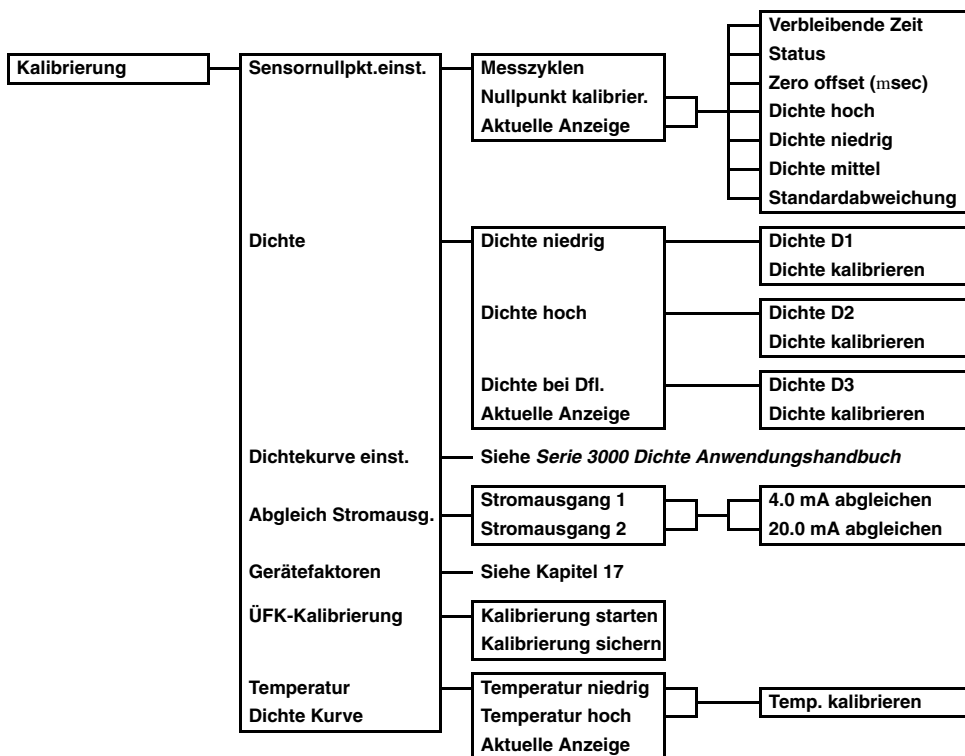 Kalibrierung
Sensornullpkt.einst.
Messzyklen
Nullpunkt kalibrier.
Aktuelle Anzeige
Verbleibende Zeit
Status
Zero offset (msec)
Dichte hoch
Dichte niedrig
Dichte mittel
Standardabweichung
Dichte
Dichte niedrig
Dichte D1
Dichte kalibrieren
Dichte hoch
Dichte D2
Dichte kalibrieren
Dichte bei Dfl.
Aktuelle Anzeige
Dichte D3
Dichte kalibrieren
Dichtekurve einst.
Siehe Serie 3000 Dichte Anwendungshandbuch
Abgleich Stromausg.
Stromausgang 1
Stromausgang 2
4.0 mA abgleichen
20.0 mA abgleichen
Gerätefaktoren
Siehe Kapitel 17
ÜFK-Kalibrierung
Kalibrierung starten
Kalibrierung sichern
Temperatur
Dichte Kurve
Temperatur niedrig
Temperatur hoch
Aktuelle Anzeige
Temp. kalibrieren